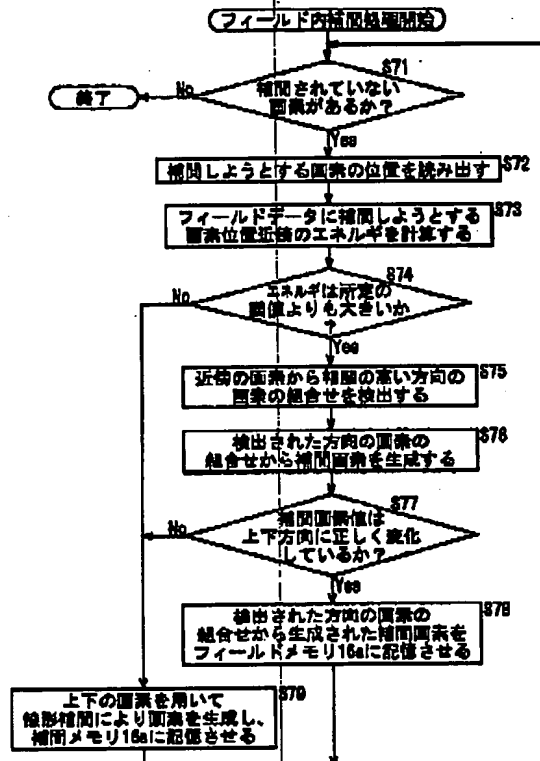 フィールド内補間処理開始
S71
補間されていない
画素があるか？
No
終了
Yes
補間しようとする画素の位置を読み出す
S72
フィールドデータに補間しようとする
画素位置近傍のエネルギを計算する
S73
S74
エネルギは所定の
閾値よりも大きいか
？
No
Yes
近傍の画素から相関の高い方向の
画素の組合せを検出する
S75
検出された方向の画素の
組合せから補間画素を生成する
S76
S77
補間画素値は
上下方向に正しく変化
しているか？
No
Yes
検出された方向の画素の
組合せから生成された補間画素を
フィールドメモリ16aに記憶させる
S78
上下の画素を用いて
線形補間により画素を生成し、
補間メモリ16aに記憶させる
S79